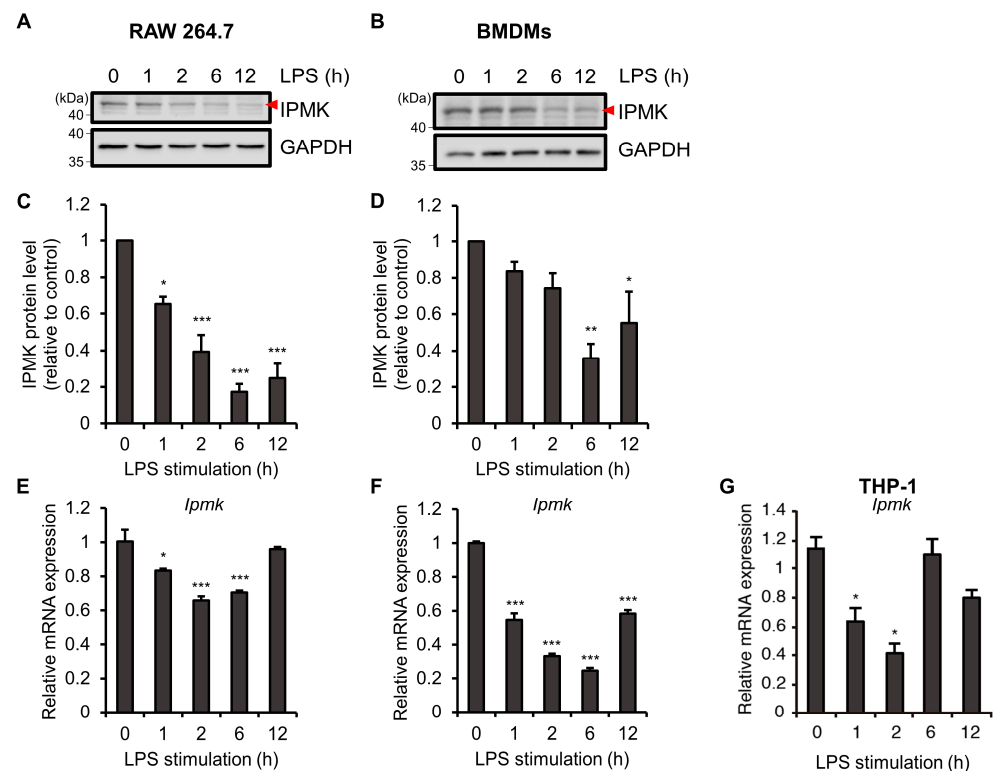 A
RAW 264.7
0 1 2 6 12 LPS (h)
(kDa)
40
IPMK
40
35
GAPDH
B
BMDMs
0 1 2 6 12 LPS (h)
(kDa)
40
IPMK
35
GAPDH
C
IPMK protein level
(relative to control)
1.2
1
0.8
0.6
0.4
0.2
0
* *** *** ***
0 1 2 6 12
LPS stimulation (h)
D
IPMK protein level
(relative to control)
1.2
1
0.8
0.6
0.4
0.2
0
** *
0 1 2 6 12
LPS stimulation (h)
E
Ipmk
Relative mRNA expression
1.2
1
0.8
0.6
0.4
0.2
0
* *** ***
0 1 2 6 12
LPS stimulation (h)
F
Ipmk
Relative mRNA expression
1.2
1
0.8
0.6
0.4
0.2
0
*** *** *** ***
0 1 2 6 12
LPS stimulation (h)
G
THP-1
Ipmk
Relative mRNA expression
1.4
1.2
1
0.8
0.6
0.4
0.2
0
* *
0 1 2 6 12
LPS stimulation (h)